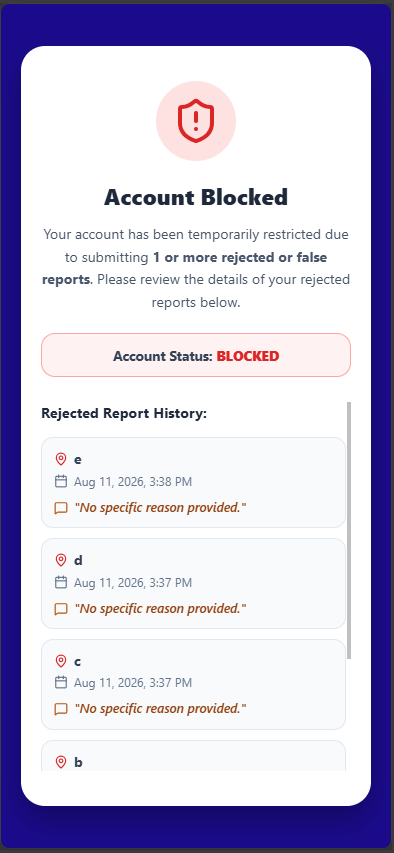 Account Blocked
Your account has been temporarily restricted due
to submitting 1 or more rejected or false
reports. Please review the details of your rejected
reports below.
Account Status: BLOCKED
Rejected Report History:
e
Aug 11, 2026, 3:38 PM
"No specific reason provided."
d
Aug 11, 2026, 3:37 PM
"No specific reason provided."
c
Aug 11, 2026, 3:37 PM
"No specific reason provided."
b